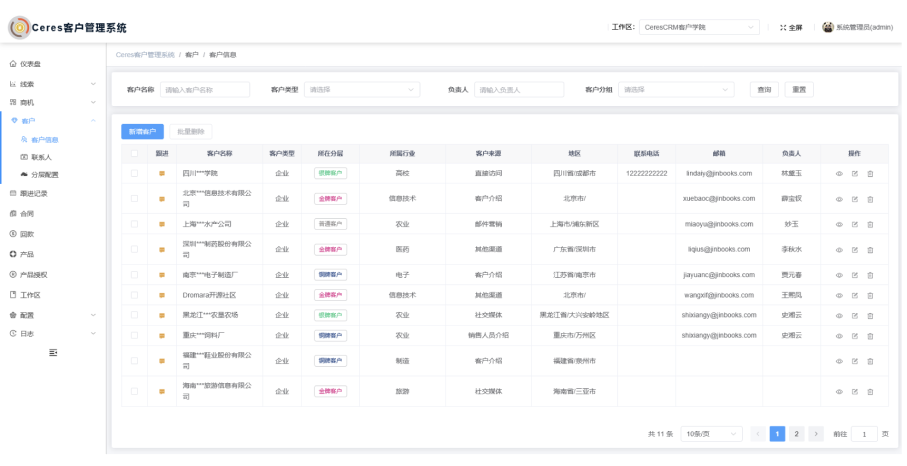 Ceres客户管理系统
工作区: CeresCRM客户学院 全屏 系统管理员(admin)
Ceres客户管理系统 / 客户 / 客户信息
仪表盘
线索
商机
客户
客户信息
联系人
分层配置
跟进记录
合同
回款
产品
产品授权
工作区
配置
日志
客户名称 请输入客户名称 客户类型 请选择 负责人 请输入负责人 客户分组 请选择 查询 重置
新增客户 批量删除
跟进 客户名称 客户类型 所在分层 所属行业 客户来源 地区 联系电话 邮箱 负责人 操作
四川***学院 企业 银牌客户 高校 直接访问 四川省/成都市 12222222222 lindaiy@jinbooks.com 林黛玉
北京***信息技术有限公司 企业 金牌客户 信息技术 客户介绍 北京市/ xuebaoc@jinbooks.com 薛宝钗
上海***水产公司 企业 普通客户 农业 邮件营销 上海市/浦东新区 miaoyu@jinbooks.com 妙玉
深圳***制药股份有限公司 企业 金牌客户 医药 其他渠道 广东省/深圳市 liqius@jinbooks.com 李秋水
南京***电子制造厂 企业 铜牌客户 电子 客户介绍 江苏省/南京市 jiayuanc@jinbooks.com 贾元春
Dromara开源社区 企业 金牌客户 信息技术 其他渠道 北京市/ wangxif@jinbooks.com 王熙凤
黑龙江***农垦农场 企业 银牌客户 农业 社交媒体 黑龙江省/大兴安岭地区 shixiangy@jinbooks.com 史湘云
重庆***饲料厂 企业 铜牌客户 农业 销售人员介绍 重庆市/万州区 shixiangy@jinbooks.com 史湘云
福建***鞋业股份有限公司 企业 铜牌客户 制造 客户介绍 福建省/泉州市
海南***旅游信息有限公司 企业 金牌客户 旅游 社交媒体 海南省/三亚市
共 11 条 10条/页 1 2 前往 1 页